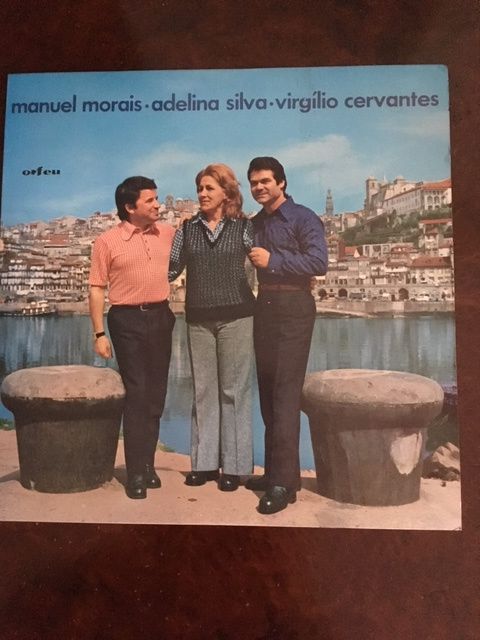 manuel morais · adelina silva · virgílio cervantes
orfeu